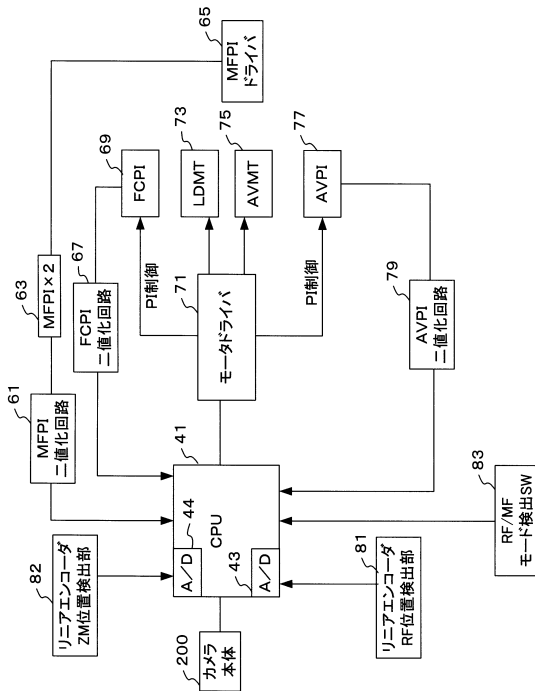 65
MFPI
ドライバ
63
MFPI×2
61
MFPI
二値化回路
67
FCPI
二値化回路
69
FCPI
73
LDMT
75
AVMT
77
AVPI
PI制御
PI制御
71
モータドライバ
79
AVPI
二値化回路
41
CPU
44
A/D
43
A/D
82
リニアエンコーダ
ZM位置検出部
81
リニアエンコーダ
RF位置検出部
83
RF/MF
モード検出SW
200
カメラ
本体